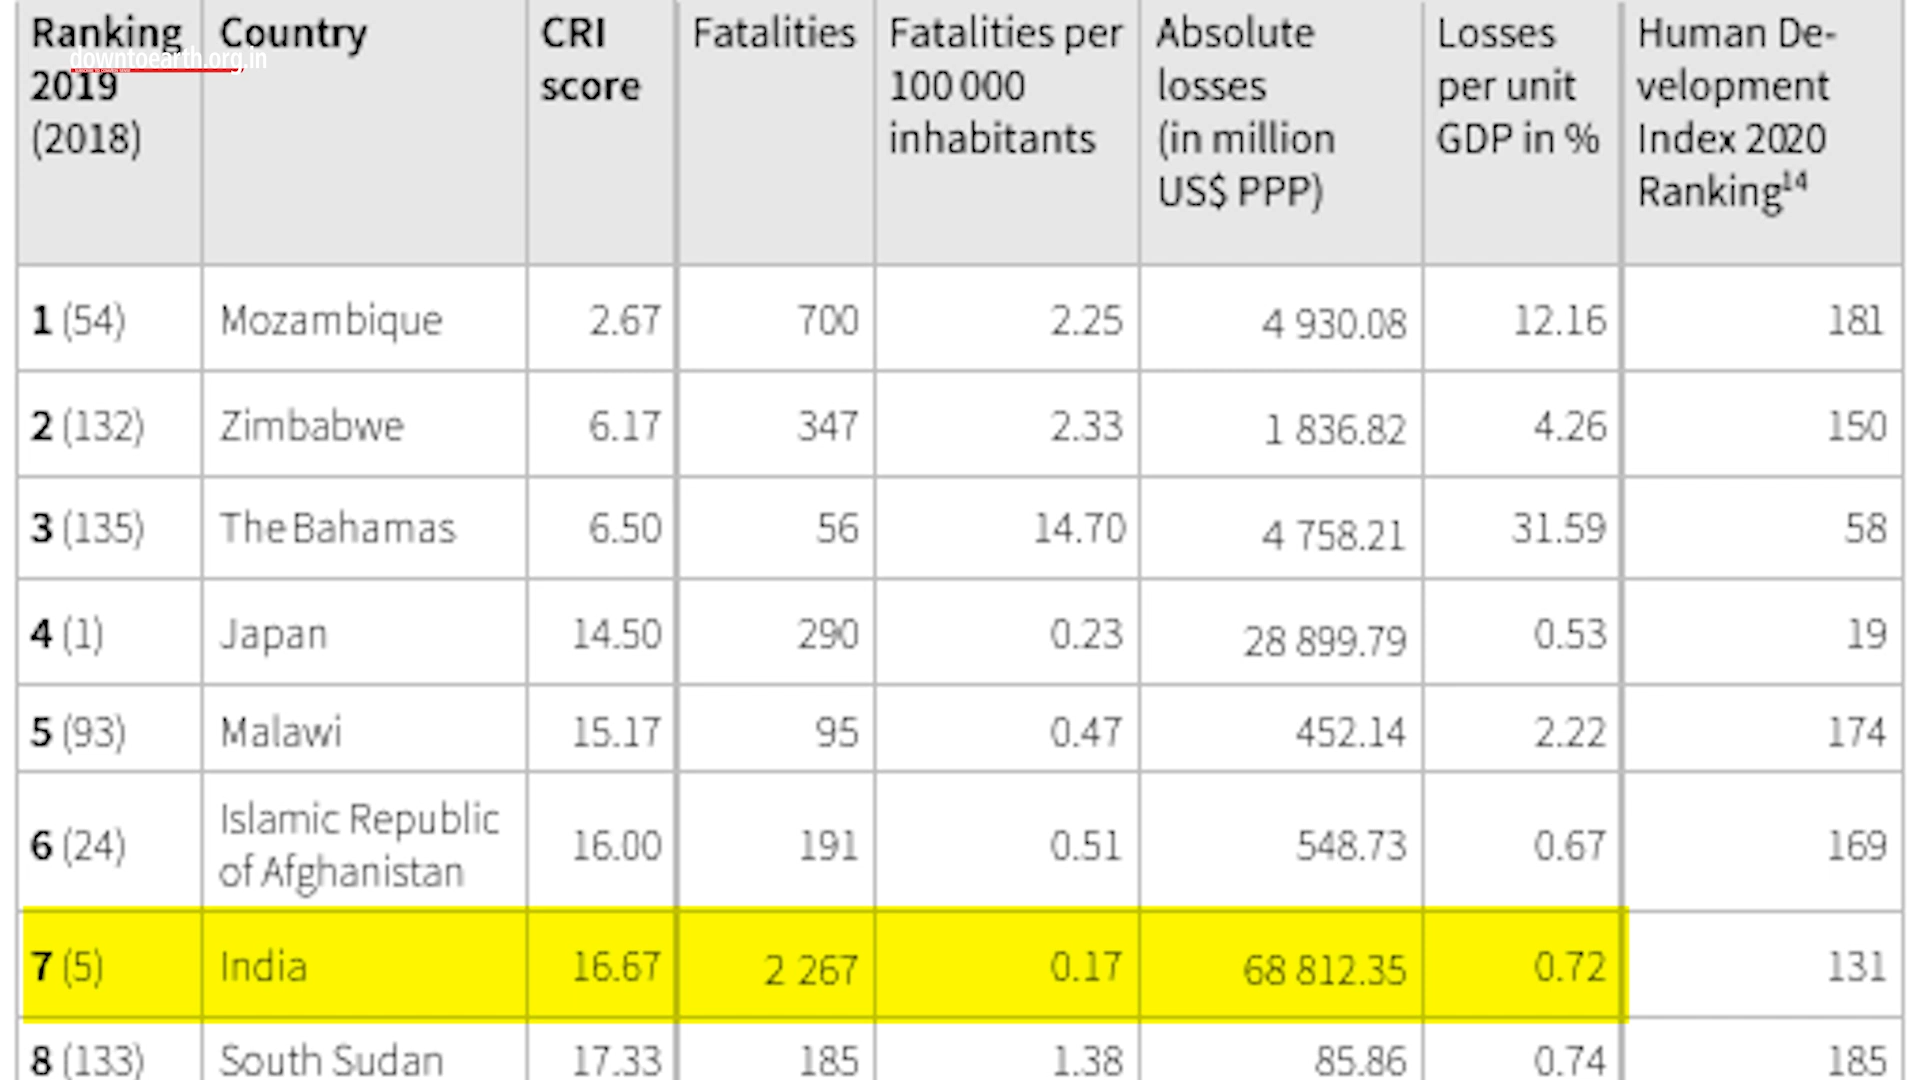 Ranking 2019 (2018) Country CRI score Fatalities Fatalities per 100 000 inhabitants Absolute losses (in million US$ PPP) Losses per unit GDP in % Human De-velopment Index 2020 Ranking14
downtoearth.org.in
1 (54) Mozambique 2.67 700 2.25 4 930.08 12.16 181
2 (132) Zimbabwe 6.17 347 2.33 1 836.82 4.26 150
3 (135) The Bahamas 6.50 56 14.70 4 758.21 31.59 58
4 (1) Japan 14.50 290 0.23 28 899.79 0.53 19
5 (93) Malawi 15.17 95 0.47 452.14 2.22 174
6 (24) Islamic Republic of Afghanistan 16.00 191 0.51 548.73 0.67 169
7 (5) India 16.67 2 267 0.17 68 812.35 0.72 131
8 (133) South Sudan 17.33 185 1.38 85.86 0.74 185